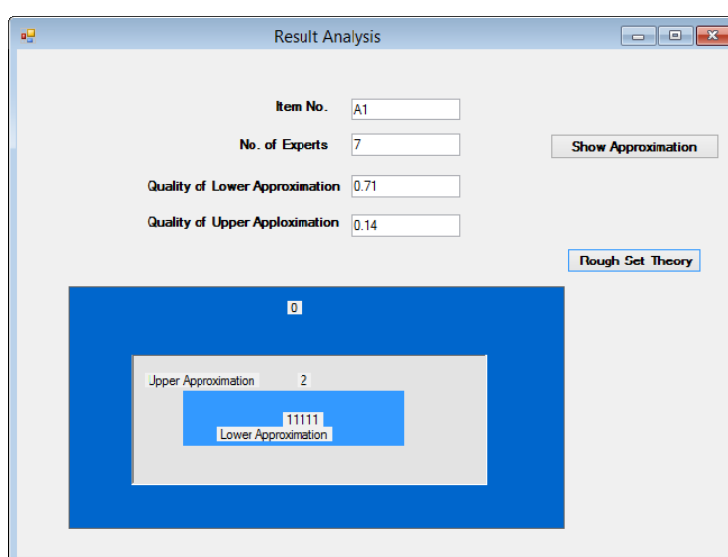 Result Analysis
Item No. A1
No. of Experts 7
Show Approximation
Quality of Lower Approximation 0.71
Quality of Upper Apploximation 0.14
Rough Set Theory
0
Upper Approximation 2
11111
Lower Approximation